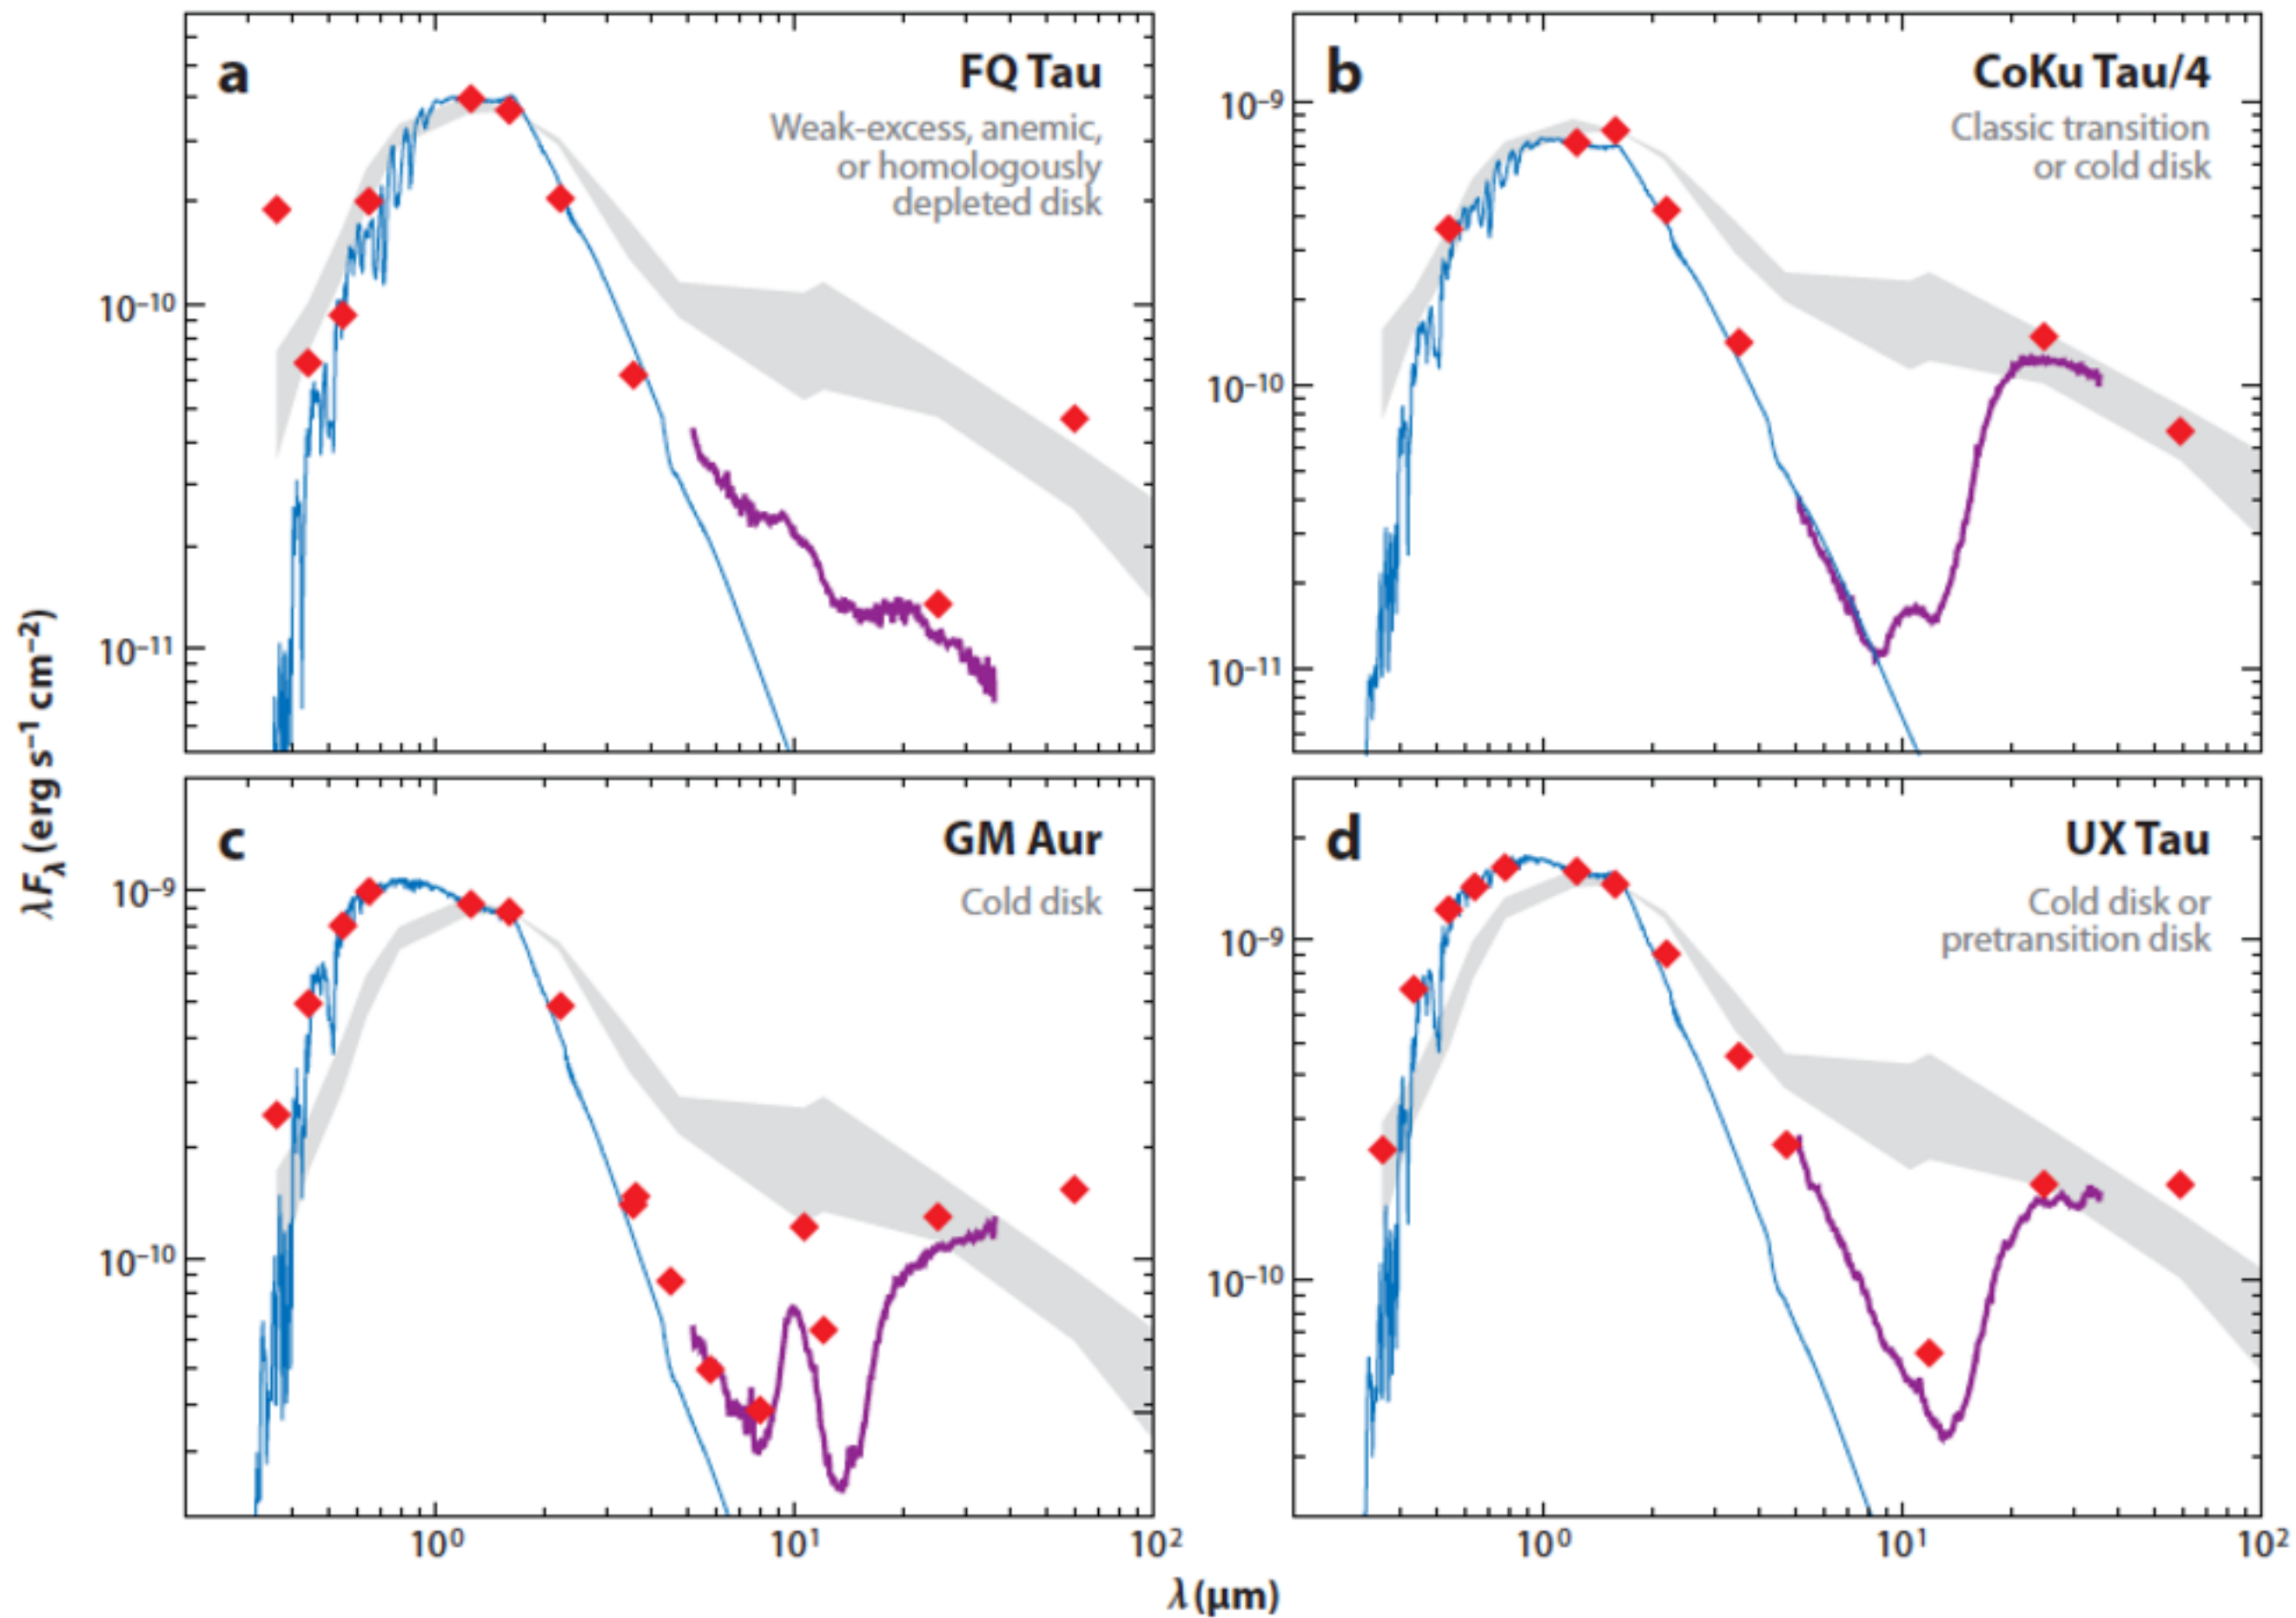 a
FQ Tau
Weak-excess, anemic,
or homologously
depleted disk
10⁻¹⁰
10⁻¹¹
b
CoKu Tau/4
Classic transition
or cold disk
10⁻⁹
10⁻¹⁰
10⁻¹¹
λFλ (erg s⁻¹ cm⁻²)
c
GM Aur
Cold disk
10⁻⁹
10⁻¹⁰
10⁰
10¹
10²
d
UX Tau
Cold disk or
pretransition disk
10⁻⁹
10⁻¹⁰
10⁰
10¹
10²
λ (μm)